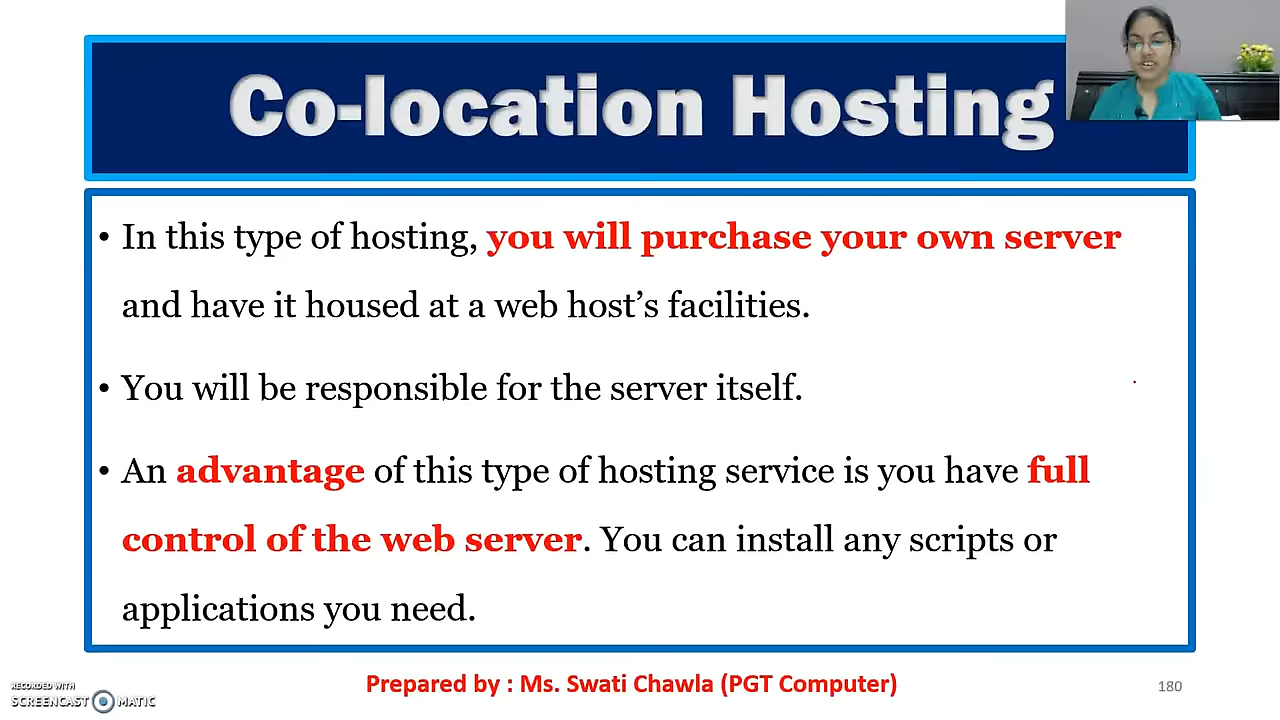 Co-location Hosting
• In this type of hosting, you will purchase your own server
and have it housed at a web host’s facilities.
• You will be responsible for the server itself.
• An advantage of this type of hosting service is you have full
control of the web server. You can install any scripts or
applications you need.
Prepared by : Ms. Swati Chawla (PGT Computer)
180
RECORDED WITH
SCREENCAST MATIC